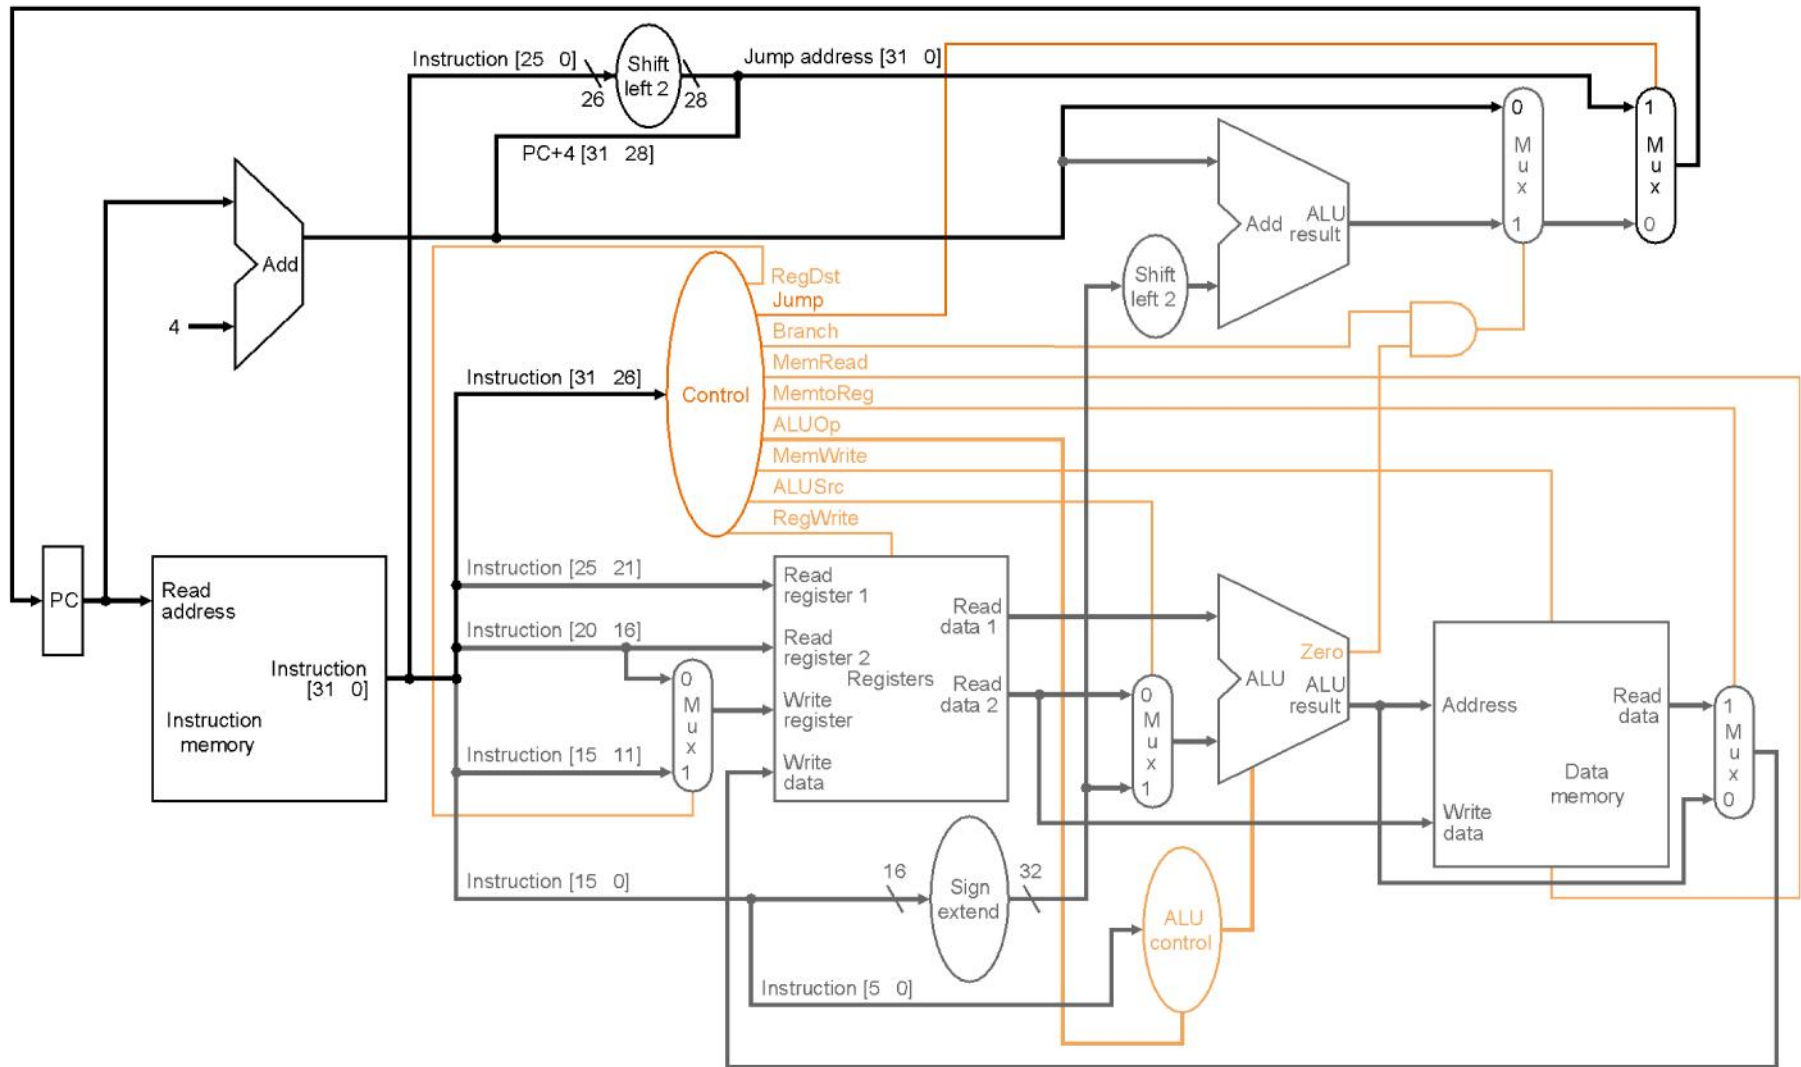 Instruction [25 0]
26
Shift
left 2
28
Jump address [31 0]
PC+4 [31 28]
Add
4
0
M
u
x
1
1
M
u
x
0
Add
ALU
result
Shift
left 2
RegDst
Jump
Branch
MemRead
MemtoReg
ALUOp
MemWrite
ALUSrc
RegWrite
Control
Instruction [31 26]
PC
Read
address
Instruction
[31 0]
Instruction
memory
Instruction [25 21]
Instruction [20 16]
Instruction [15 11]
0
M
u
x
1
Read
register 1
Read
register 2
Write
register
Write
data
Registers
Read
data 1
Read
data 2
0
M
u
x
1
Zero
ALU
ALU
result
Address
Read
data
Data
memory
Write
data
1
M
u
x
0
Instruction [15 0]
16
Sign
extend
32
ALU
control
Instruction [5 0]